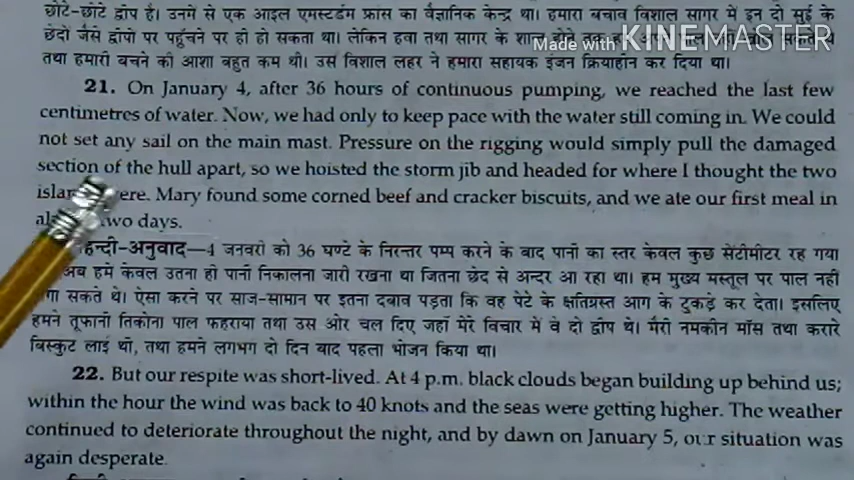 छोटे-छोटे द्वीप है। उनमें से एक आइल एमस्टर्डम फ्रांस का वैज्ञानिक केन्द्र था। हमारा बचाव विशाल सागर में इन दो सुई के
छेदों जैसे द्वीपों पर पहुँचने पर ही हो सकता था। लेकिन हवा तथा सागर के शान्त होने तक
Made with KINEMASTER
तथा हमारी बचने की आशा बहुत कम थी। उस विशाल लहर ने हमारा सहायक इंजन क्रियाहीन कर दिया था।
21. On January 4, after 36 hours of continuous pumping, we reached the last few
centimetres of water. Now, we had only to keep pace with the water still coming in. We could
not set any sail on the main mast. Pressure on the rigging would simply pull the damaged
section of the hull apart, so we hoisted the storm jib and headed for where I thought the two
were. Mary found some corned beef and cracker biscuits, and we ate our first meal in
two days.
हिन्दी-अनुवाद—4 जनवरी को 36 घण्टे के निरन्तर पम्प करने के बाद पानी का स्तर केवल कुछ सेंटीमीटर रह गया
अब हमें केवल उतना ही पानी निकालना जारी रखना था जितना छेद से अन्दर आ रहा था। हम मुख्य मस्तूल पर पाल नहीं
सकते थे। ऐसा करने पर साज-सामान पर इतना दबाव पड़ता कि वह पेटे के क्षतिग्रस्त भाग के टुकड़े कर देता। इसलिए
हमने तूफानी तिकोना पाल फहराया तथा उस ओर चल दिए जहाँ मेरे विचार में वे दो द्वीप थे। मैरी नमकीन माँस तथा करारे
बिस्कुट लाई थी, तथा हमने लगभग दो दिन बाद पहला भोजन किया था।
22. But our respite was short-lived. At 4 p.m. black clouds began building up behind us;
within the hour the wind was back to 40 knots and the seas were getting higher. The weather
continued to deteriorate throughout the night, and by dawn on January 5, our situation was
again desperate.